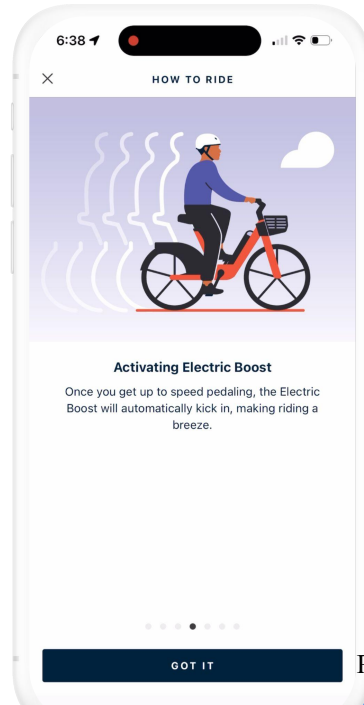 6:38
HOW TO RIDE
Activating Electric Boost
Once you get up to speed pedaling, the Electric
Boost will automatically kick in, making riding a
breeze.
GOT IT